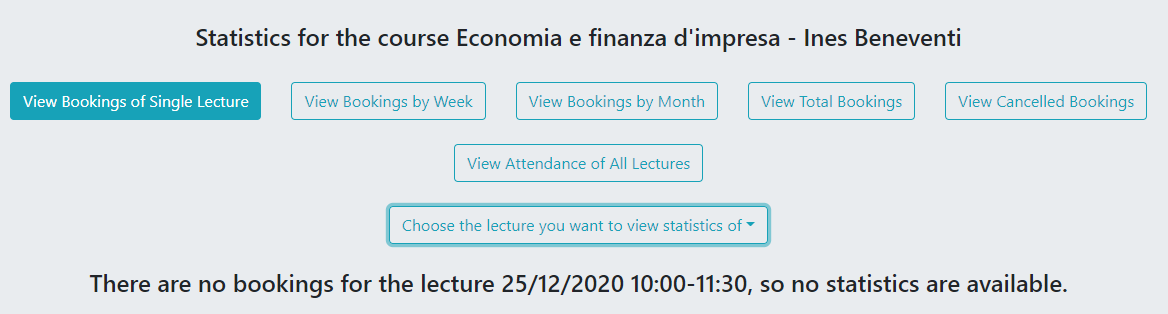 Statistics for the course Economia e finanza d'impresa - Ines Beneventi
View Bookings of Single Lecture View Bookings by Week View Bookings by Month View Total Bookings View Cancelled Bookings
View Attendance of All Lectures
Choose the lecture you want to view statistics of
There are no bookings for the lecture 25/12/2020 10:00-11:30, so no statistics are available.